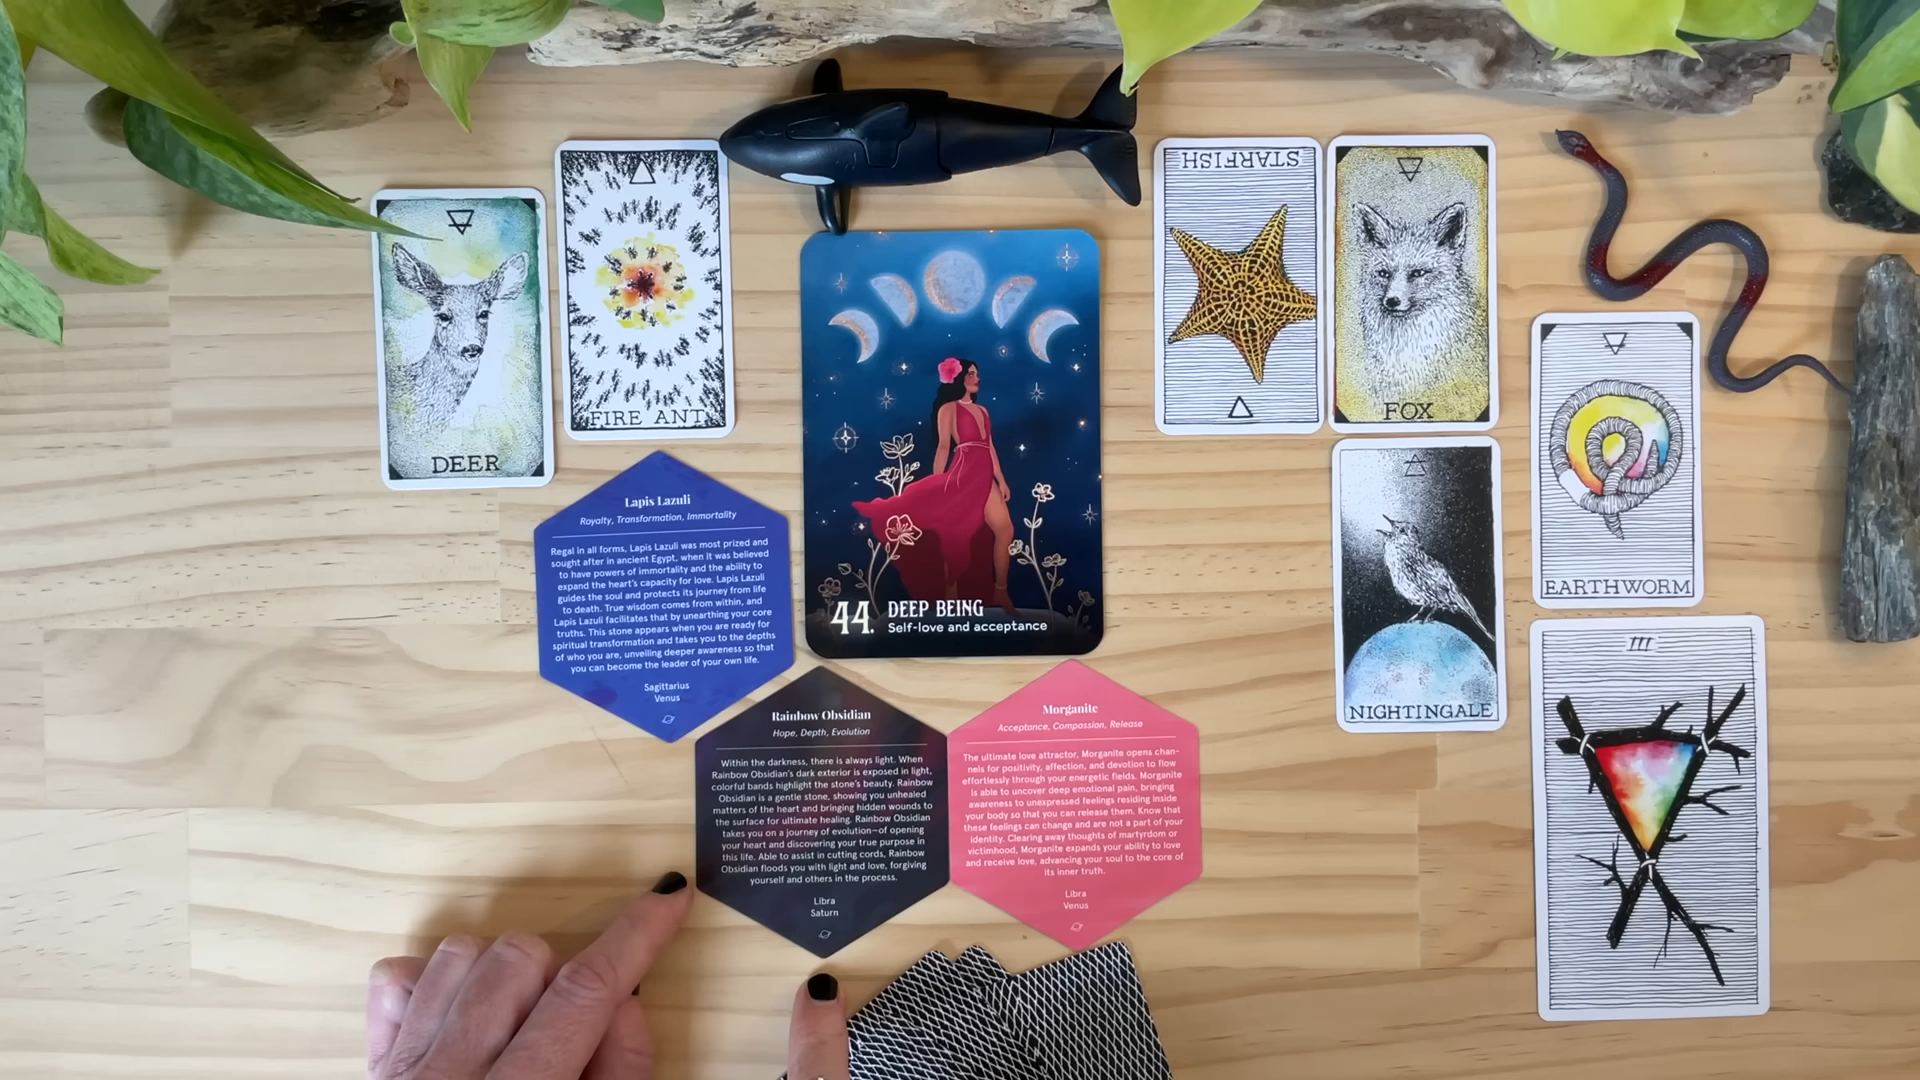 DEER
FIRE ANT
STARFISH
FOX
EARTHWORM
NIGHTINGALE
III
44. DEEP BEING
Self-love and acceptance
Lapis Lazuli
Royalty, Transformation, Immortality
Regal in all forms, Lapis Lazuli was most prized and
sought after in ancient Egypt, when it was believed
to have powers of immortality and the ability to
expand the heart's capacity for love. Lapis Lazuli
guides the soul and protects its journey from life
to death. True wisdom comes from within, and
Lapis Lazuli facilitates that by unearthing your core
truths. This stone appears when you are ready for
spiritual transformation and takes you to the depths
of who you are, unveiling deeper awareness so that
you can become the leader of your own life.
Sagittarius
Venus
Rainbow Obsidian
Hope, Depth, Evolution
Within the darkness, there is always light. When
Rainbow Obsidian's dark exterior is exposed in light,
colorful bands highlight the stone's beauty. Rainbow
Obsidian is a gentle stone, showing you unhealed
matters of the heart and bringing hidden wounds to
the surface for ultimate healing. Rainbow Obsidian
takes you on a journey of evolution—of opening
your heart and discovering your true purpose in
this life. Able to assist in cutting cords, Rainbow
Obsidian floods you with light and love, forgiving
yourself and others in the process.
Libra
Saturn
Morganite
Acceptance, Compassion, Release
The ultimate love attractor, Morganite opens chan-
nels for positivity, affection, and devotion to flow
effortlessly through your energetic fields. Morganite
is able to uncover deep emotional pain, bringing
awareness to unexpressed feelings residing inside
your body so that you can release them. Know that
these feelings can change and are not a part of your
identity. Clearing away thoughts of martyrdom or
victimhood, Morganite expands your ability to love
and receive love, advancing your soul to the core of
its inner truth.
Libra
Venus